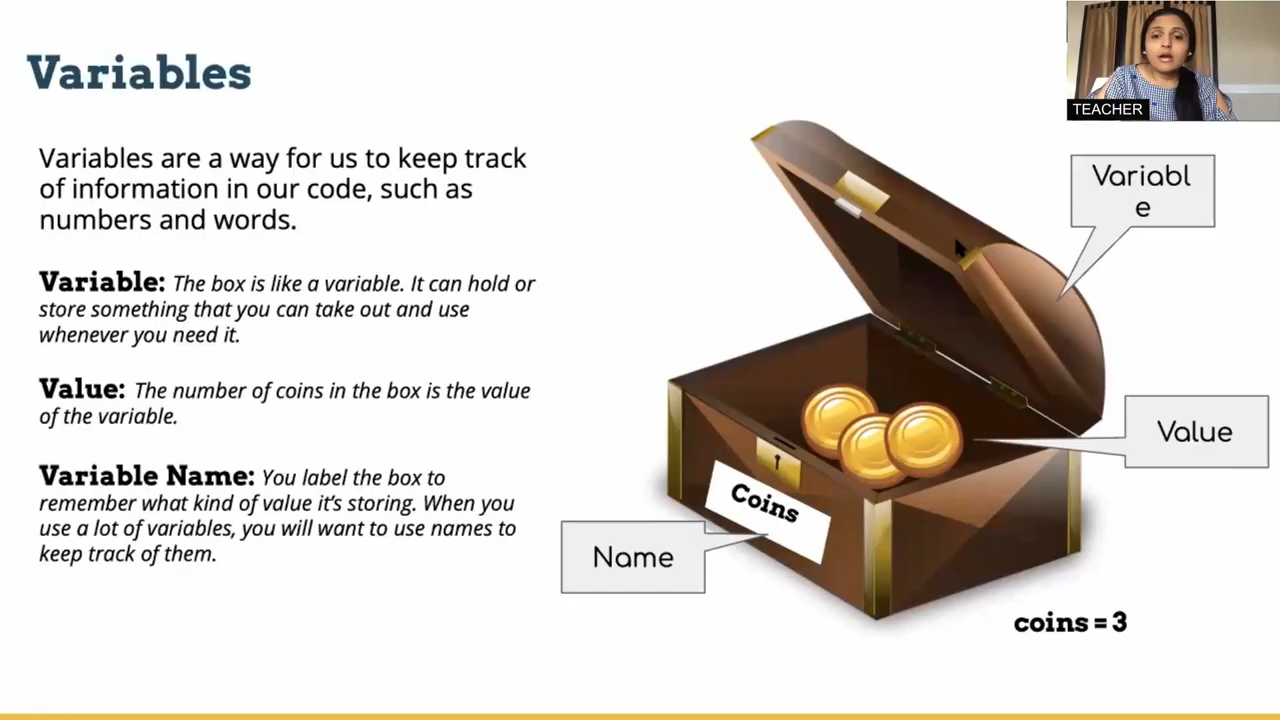 Variables
TEACHER
Variables are a way for us to keep track
of information in our code, such as
numbers and words.
Variable: The box is like a variable. It can hold or
store something that you can take out and use
whenever you need it.
Value: The number of coins in the box is the value
of the variable.
Variable Name: You label the box to
remember what kind of value it's storing. When you
use a lot of variables, you will want to use names to
keep track of them.
Variabl
e
Value
Coins
Name
coins = 3